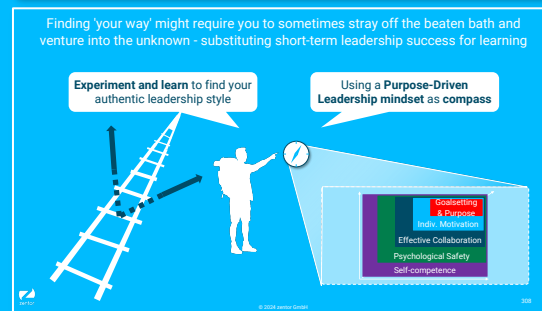 Finding 'your way' might require you to sometimes stray off the beaten bath and
venture into the unknown - substituting short-term leadership success for learning
Experiment and learn to find your
authentic leadership style
Using a Purpose-Driven
Leadership mindset as compass
Goalsetting
& Purpose
Indiv. Motivation
Effective Collaboration
Psychological Safety
Self-competence
© 2024 zentor GmbH
308